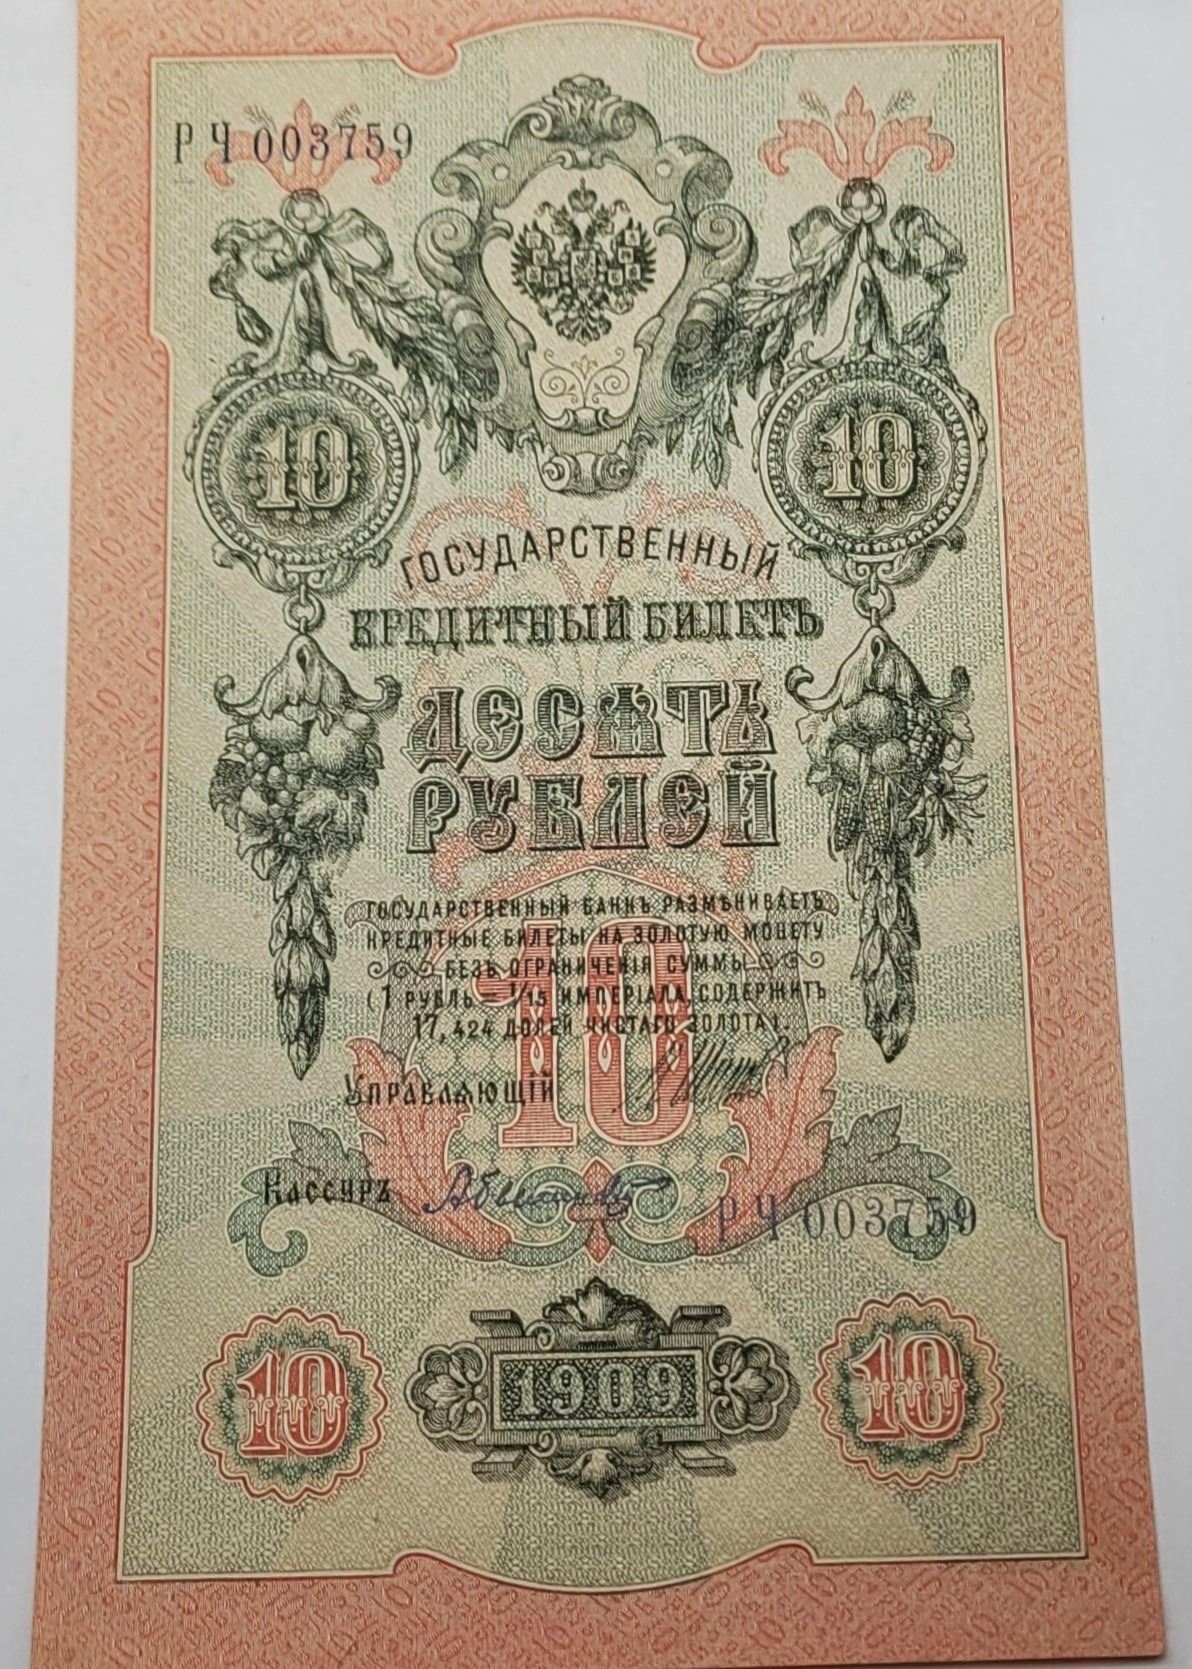 РЧ 003759
10 10
ГОСУДАРСТВЕННЫЙ
КРЕДИТНЫЙ БИЛЕТЪ
ДЕСЯТЬ
РУБЛЕЙ
ГОСУДАРСТВЕННЫЙ БАНКЪ РАЗМѢНИВАЕТЪ
КРЕДИТНЫЕ БИЛЕТЫ НА ЗОЛОТУЮ МОНЕТУ
БЕЗЪ ОГРАНИЧЕНІЯ СУММЫ
(1 РУБЛЬ = 1/15 ИМПЕРІАЛА, СОДЕРЖИТЪ
17,424 ДОЛЕЙ ЧИСТАГО ЗОЛОТА).
10
Управляющій
Кассиръ
РЧ 003759
10 1909 10